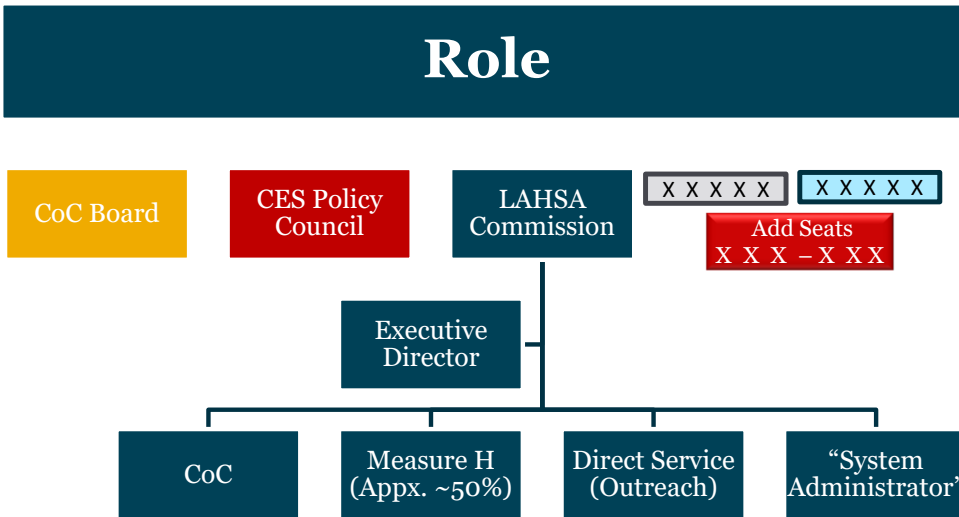 Role
CoC Board
CES Policy
Council
LAHSA
Commission
X X X X X
X X X X X
Add Seats
X X X – X X X
Executive
Director
CoC
Measure H
(Appx. ~50%)
Direct Service
(Outreach)
“System
Administrator”